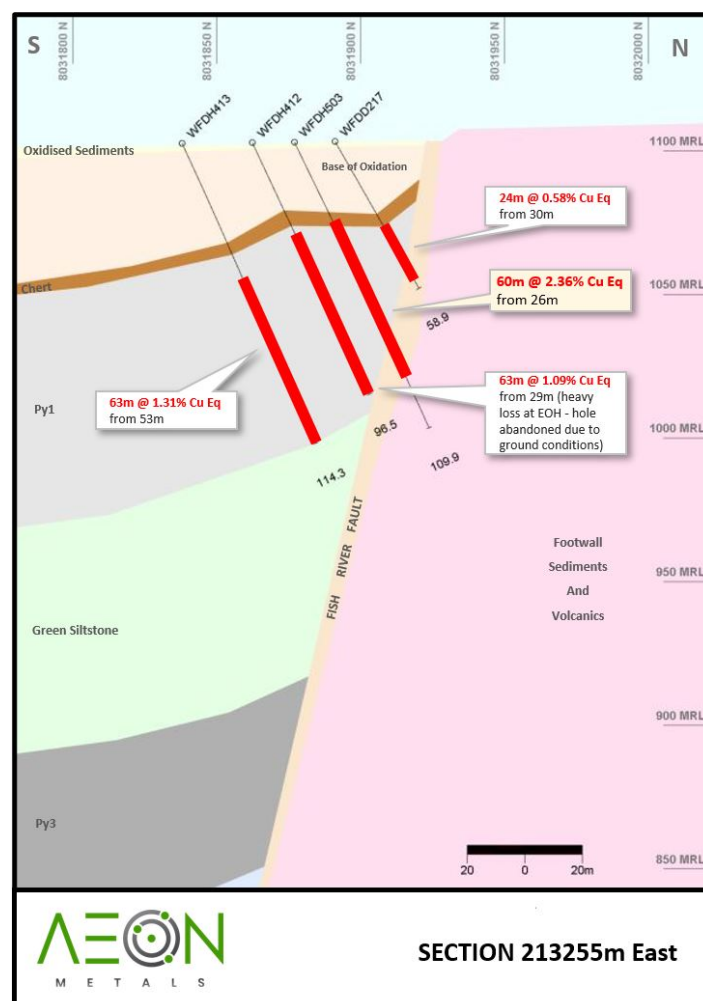 S
8031800 N
8031850 N
8031900 N
8031950 N
8032000 N
N
WFDH413
WFDH412
WFDH503
WFDD217
Oxidised Sediments
Base of Oxidation
1100 MRL
24m @ 0.58% Cu Eq
from 30m
60m @ 2.36% Cu Eq
from 26m
1050 MRL
Chert
58.9
63m @ 1.31% Cu Eq
from 53m
Py1
63m @ 1.09% Cu Eq
from 29m (heavy
loss at EOH - hole
abandoned due to
ground conditions)
1000 MRL
96.5
109.9
114.3
FISH RIVER FAULT
Footwall
Sediments
And
Volcanics
950 MRL
Green Siltstone
900 MRL
Py3
20 0 20m
850 MRL
AEON
METALS
SECTION 213255m East